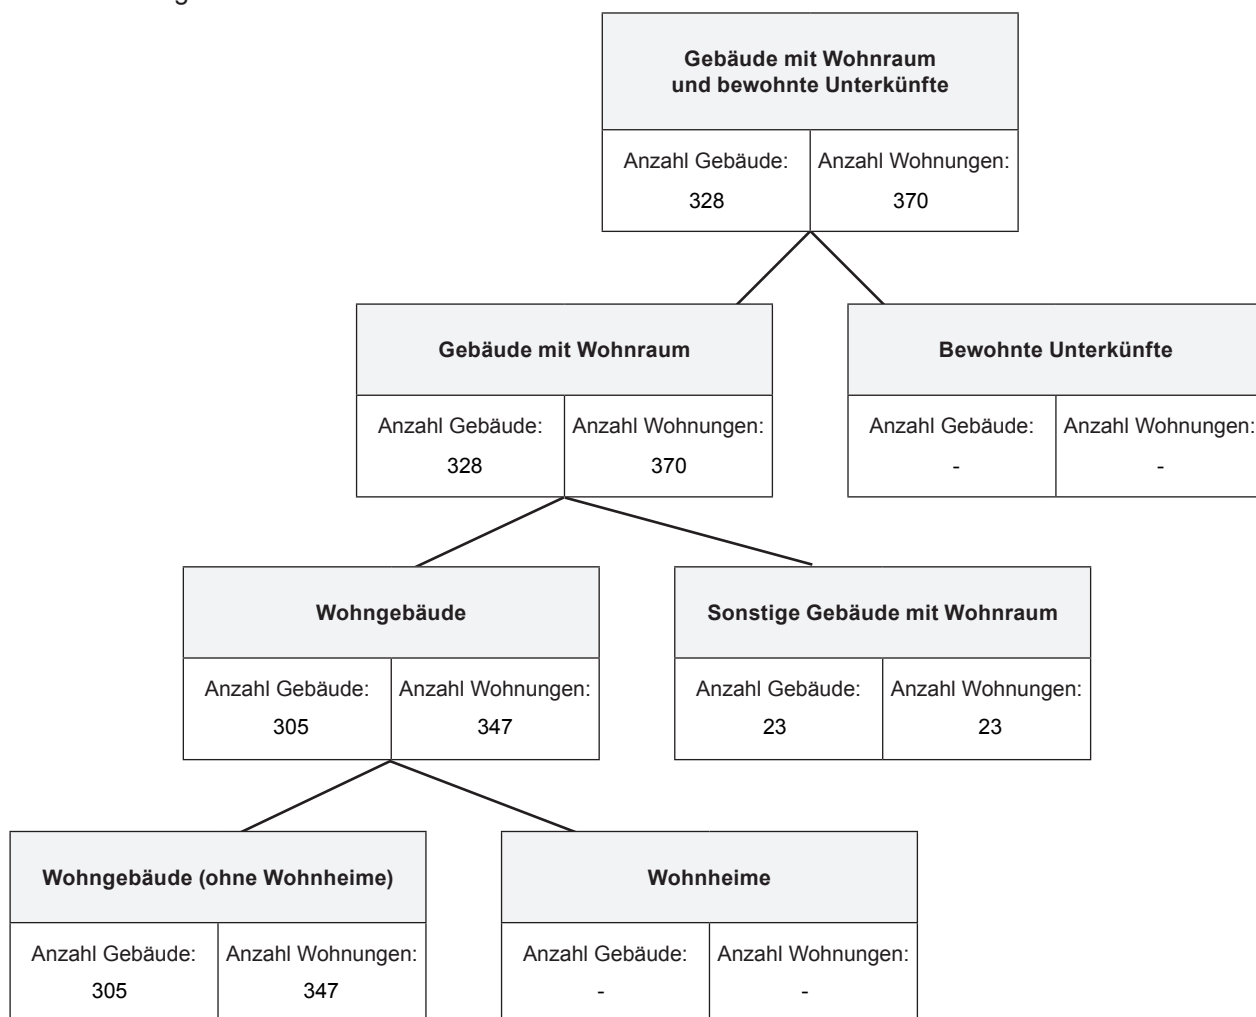 Gebäude mit Wohnraum
und bewohnte Unterkünfte
Anzahl Gebäude: Anzahl Wohnungen:
328 370
Gebäude mit Wohnraum
Anzahl Gebäude: Anzahl Wohnungen:
328 370
Bewohnte Unterkünfte
Anzahl Gebäude: Anzahl Wohnungen:
- -
Wohngebäude
Anzahl Gebäude: Anzahl Wohnungen:
305 347
Sonstige Gebäude mit Wohnraum
Anzahl Gebäude: Anzahl Wohnungen:
23 23
Wohngebäude (ohne Wohnheime)
Anzahl Gebäude: Anzahl Wohnungen:
305 347
Wohnheime
Anzahl Gebäude: Anzahl Wohnungen:
- -